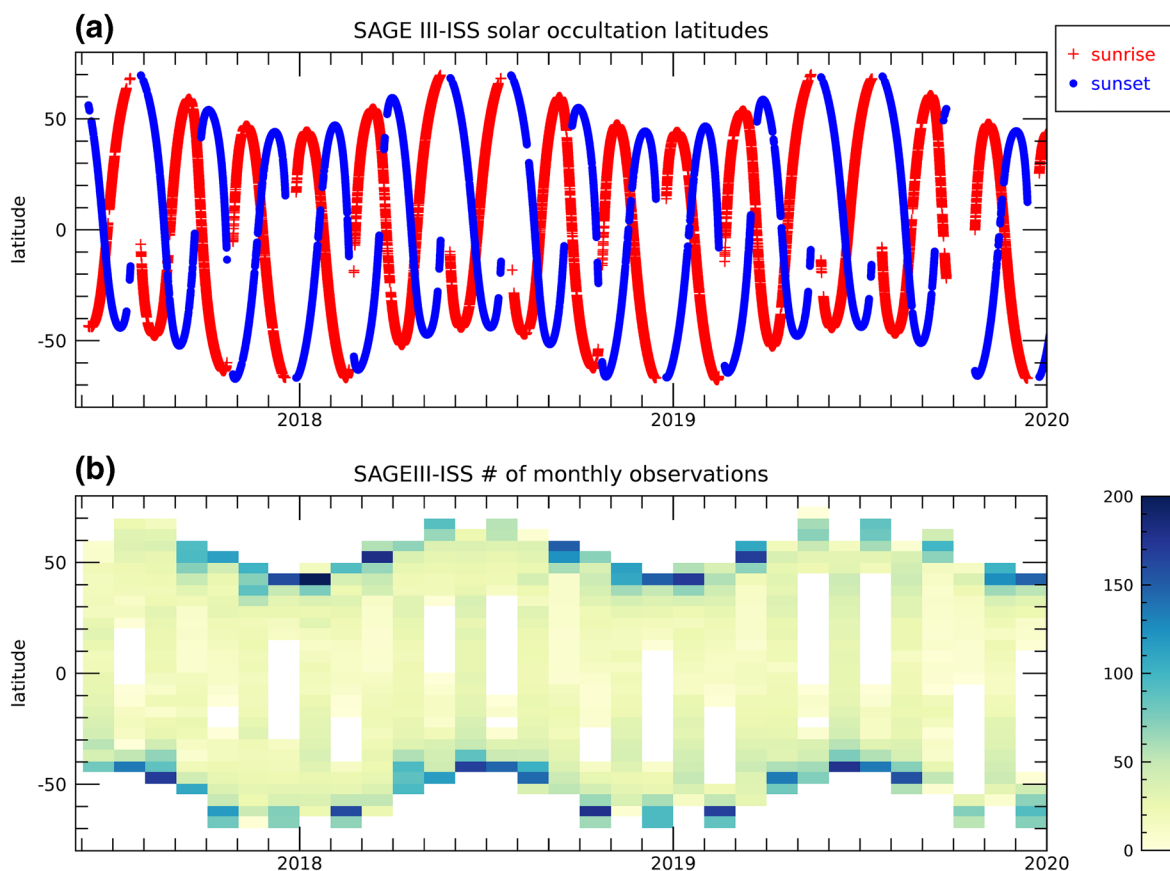 (a)
SAGE III-ISS solar occultation latitudes
sunrise
sunset
50
0
-50
latitude
2018
2019
2020
(b)
SAGEIII-ISS # of monthly observations
50
0
-50
latitude
2018
2019
2020
200
150
100
50
0